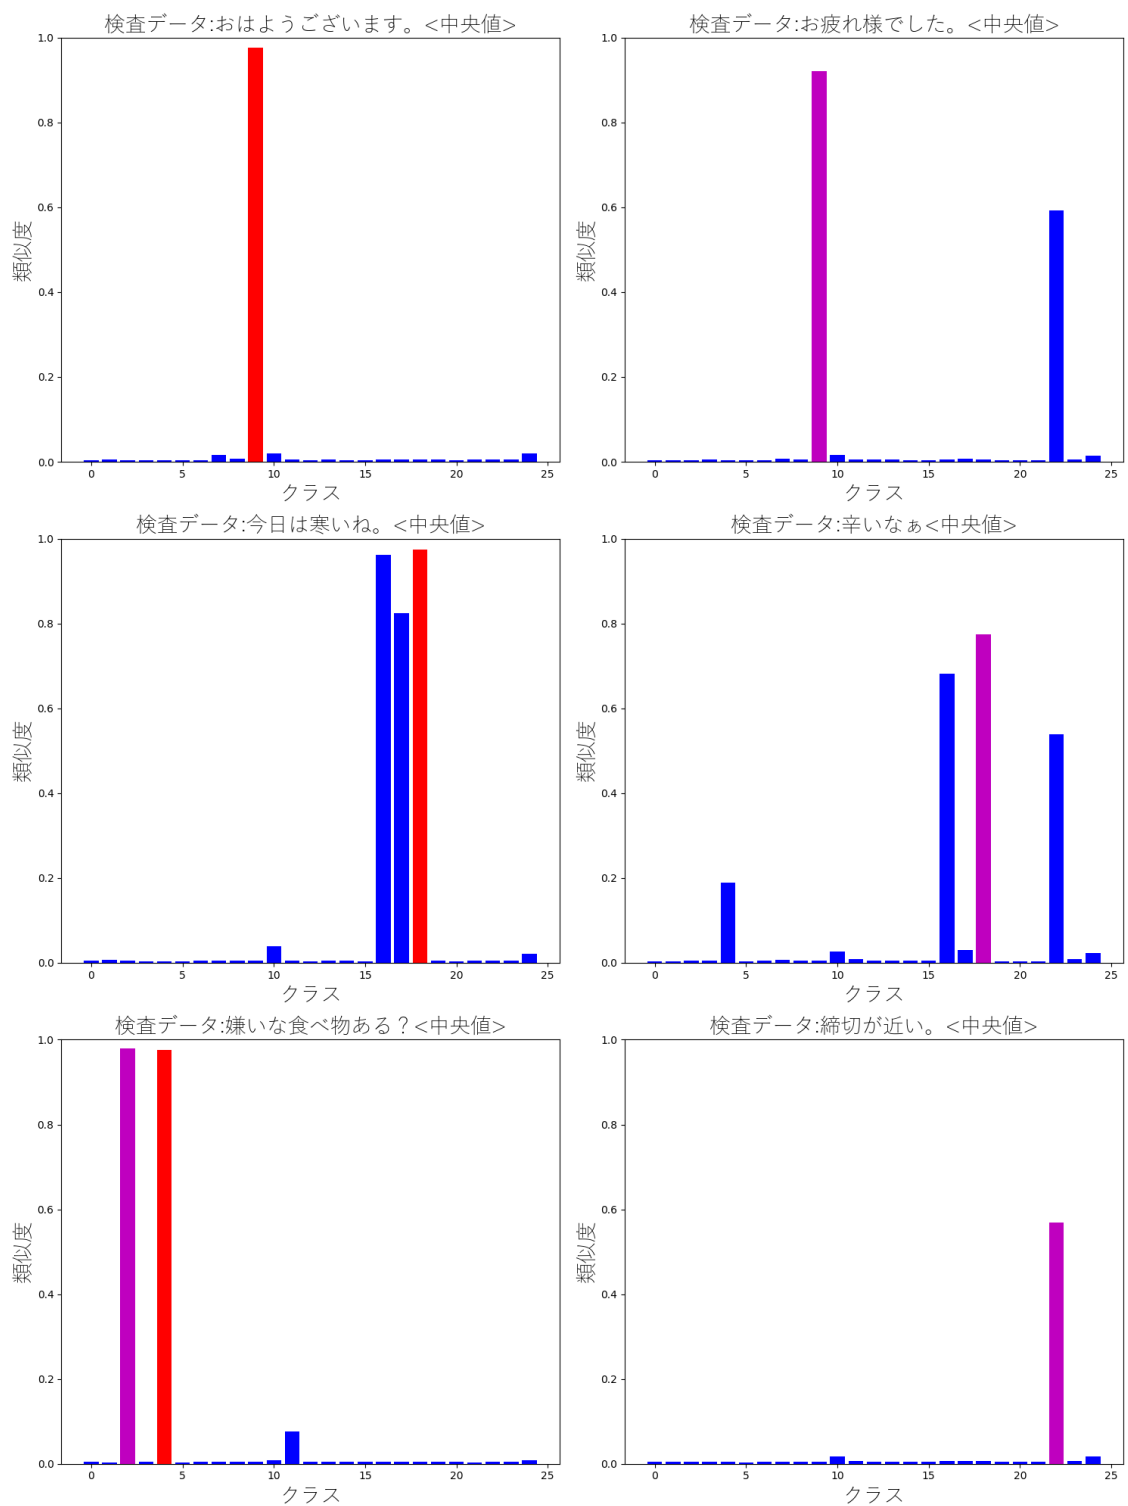 検査データ:おはようございます。<中央値>
1.0
0.8
0.6
0.4
0.2
0.0
類似度
0 5 10 15 20 25
クラス
検査データ:お疲れ様でした。<中央値>
1.0
0.8
0.6
0.4
0.2
0.0
類似度
0 5 10 15 20 25
クラス
検査データ:今日は寒いね。<中央値>
1.0
0.8
0.6
0.4
0.2
0.0
類似度
0 5 10 15 20 25
クラス
検査データ:辛いなぁ<中央値>
1.0
0.8
0.6
0.4
0.2
0.0
類似度
0 5 10 15 20 25
クラス
検査データ:嫌いな食べ物ある？<中央値>
1.0
0.8
0.6
0.4
0.2
0.0
類似度
0 5 10 15 20 25
クラス
検査データ:締切が近い。<中央値>
1.0
0.8
0.6
0.4
0.2
0.0
類似度
0 5 10 15 20 25
クラス